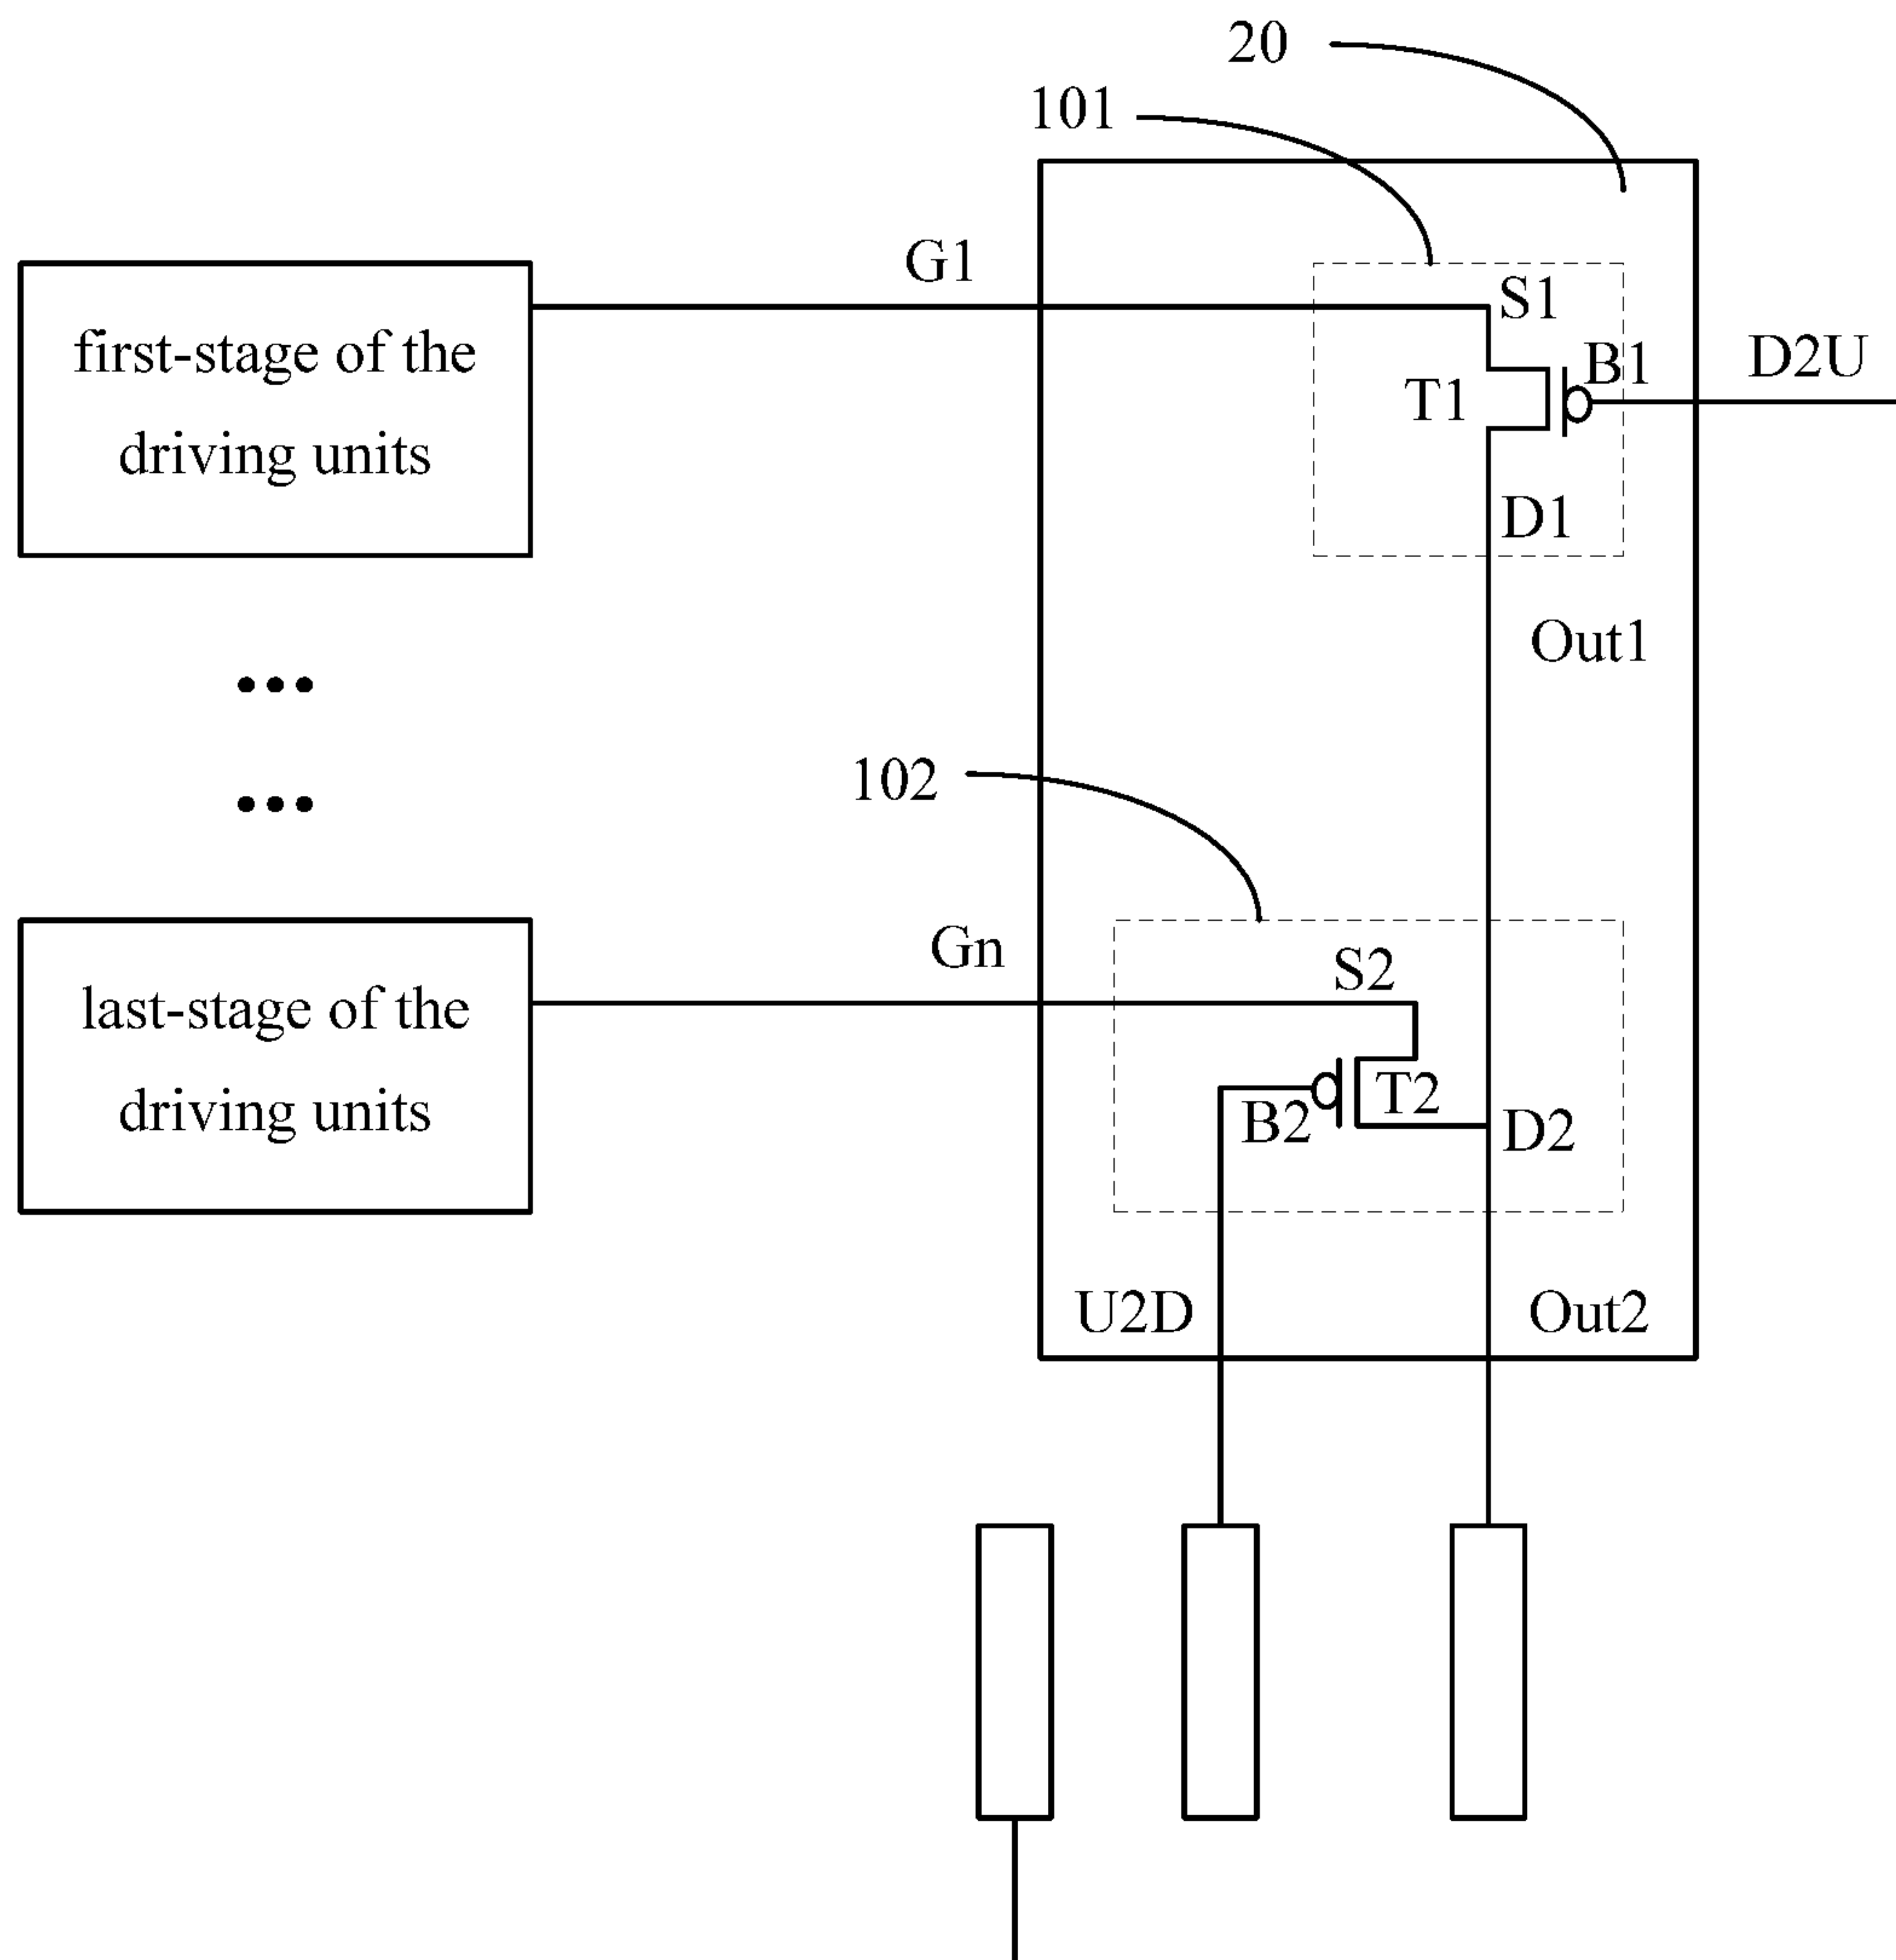 20
101
G1
S1
first-stage of the
driving units
T1
B1
D2U
D1
Out1
•••
•••
102
Gn
S2
last-stage of the
driving units
T2
B2
D2
U2D
Out2